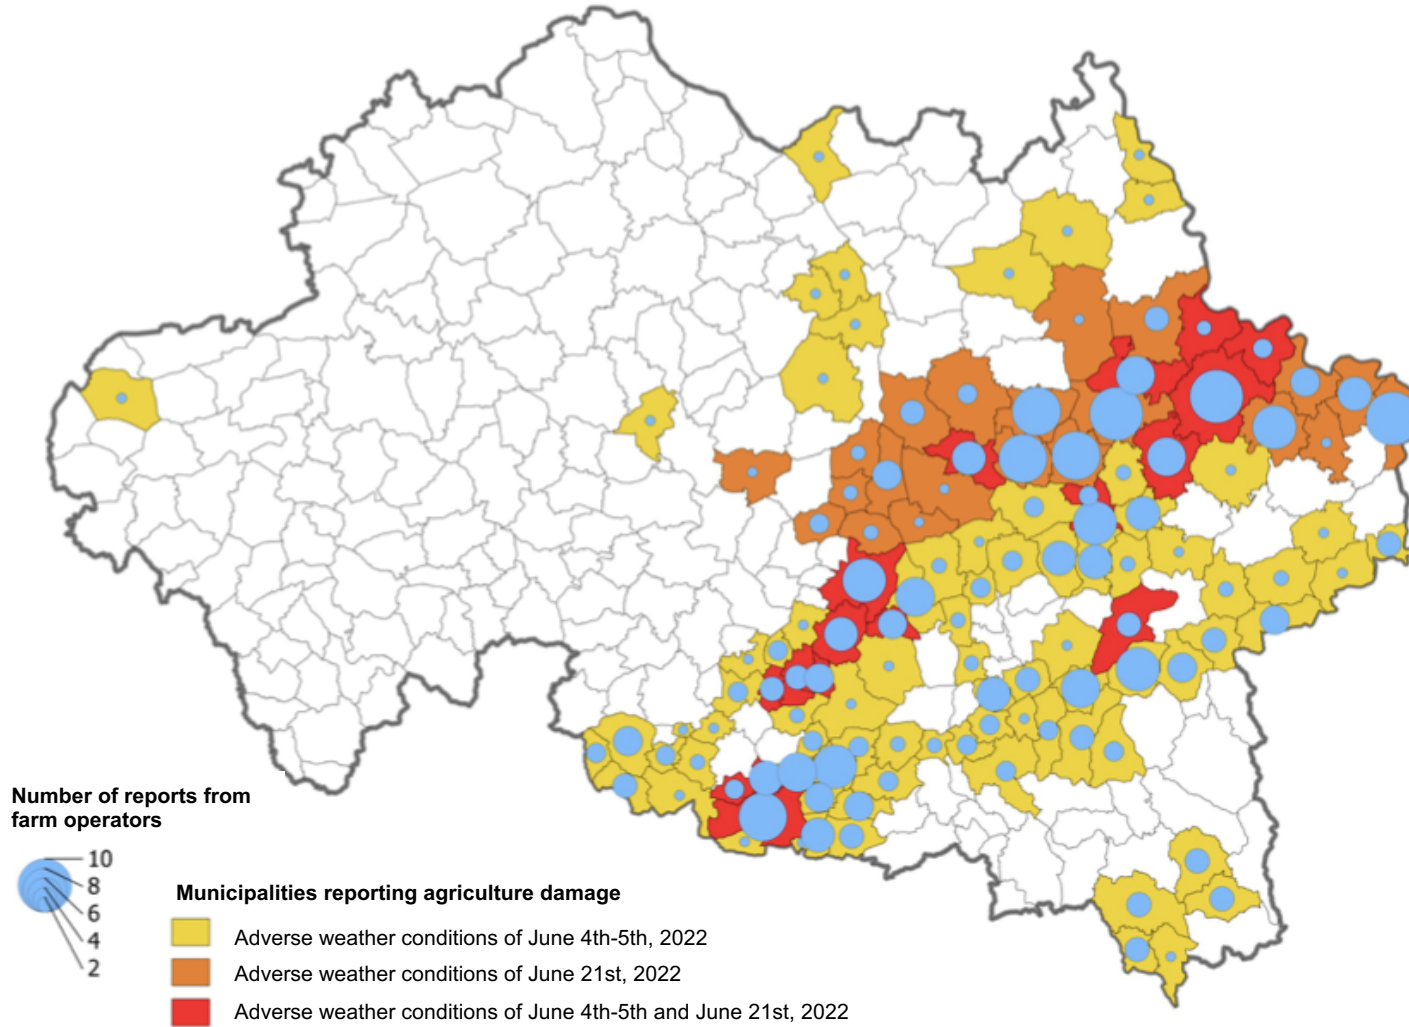 Number of reports from
farm operators
10
8
6
4
2
Municipalities reporting agriculture damage
Adverse weather conditions of June 4th-5th, 2022
Adverse weather conditions of June 21st, 2022
Adverse weather conditions of June 4th-5th and June 21st, 2022